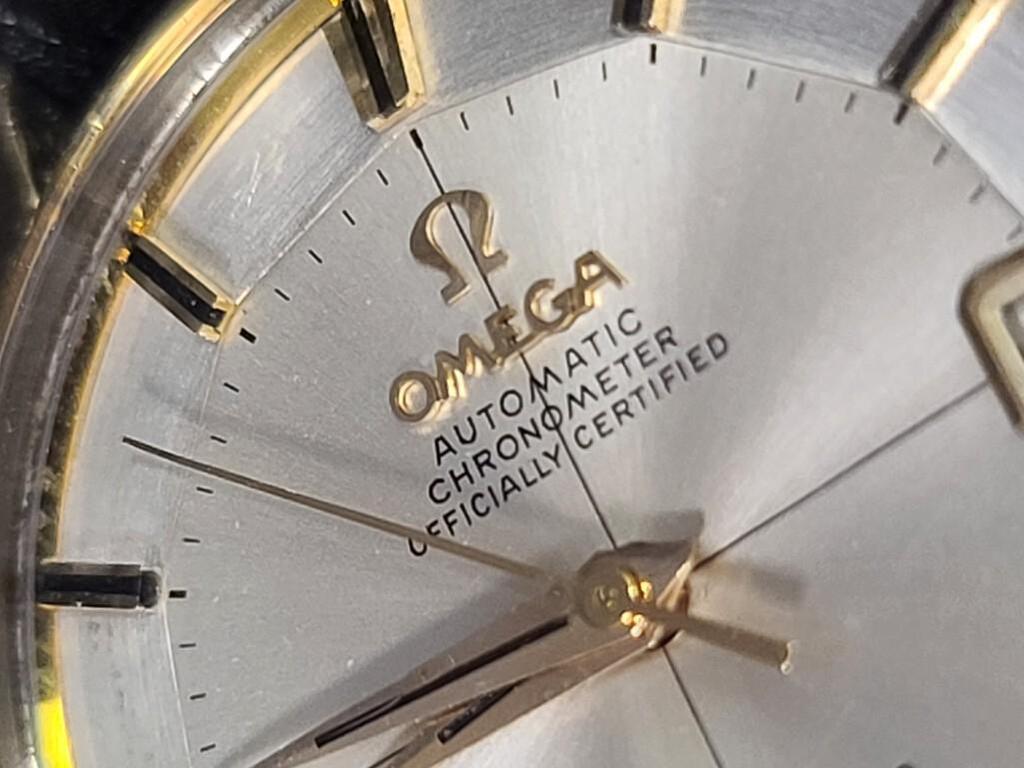 Ω
OMEGA
AUTOMATIC
CHRONOMETER
OFFICIALLY CERTIFIED